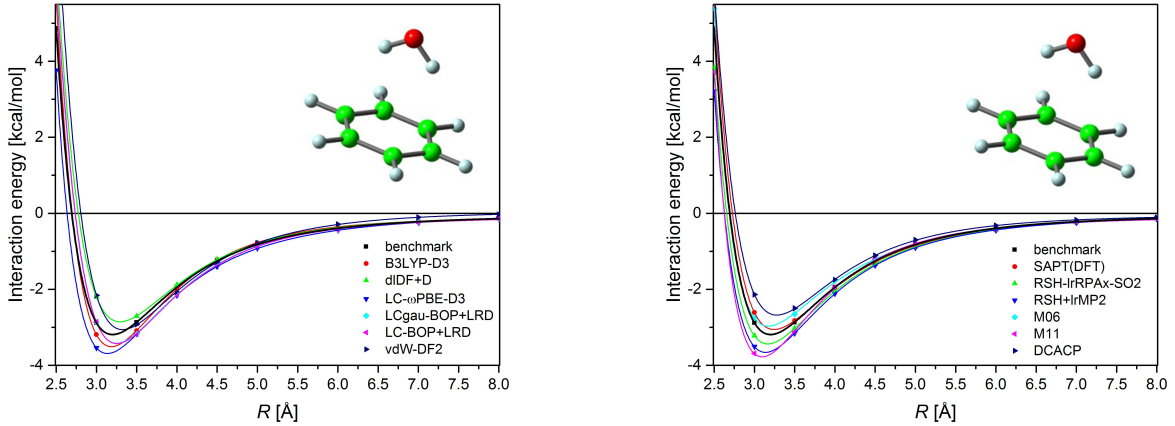 Interaction energy [kcal/mol]
4
2
0
-2
-4
benchmark
B3LYP-D3
dlDF+D
LC-ωPBE-D3
LCgau-BOP+LRD
LC-BOP+LRD
vdW-DF2
2.5 3.0 3.5 4.0 4.5 5.0 5.5 6.0 6.5 7.0 7.5 8.0
R [Å]
Interaction energy [kcal/mol]
4
2
0
-2
-4
benchmark
SAPT(DFT)
RSH-lrRPAx-SO2
RSH+lrMP2
M06
M11
DCACP
2.5 3.0 3.5 4.0 4.5 5.0 5.5 6.0 6.5 7.0 7.5 8.0
R [Å]